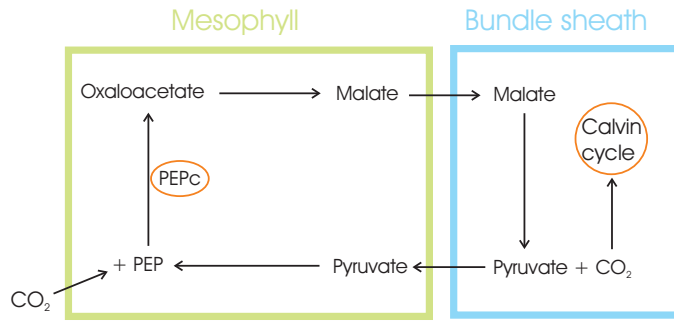 Mesophyll
Bundle sheath
Oxaloacetate
Malate
Malate
Calvin
cycle
PEPc
+ PEP
Pyruvate
Pyruvate + CO₂
CO₂